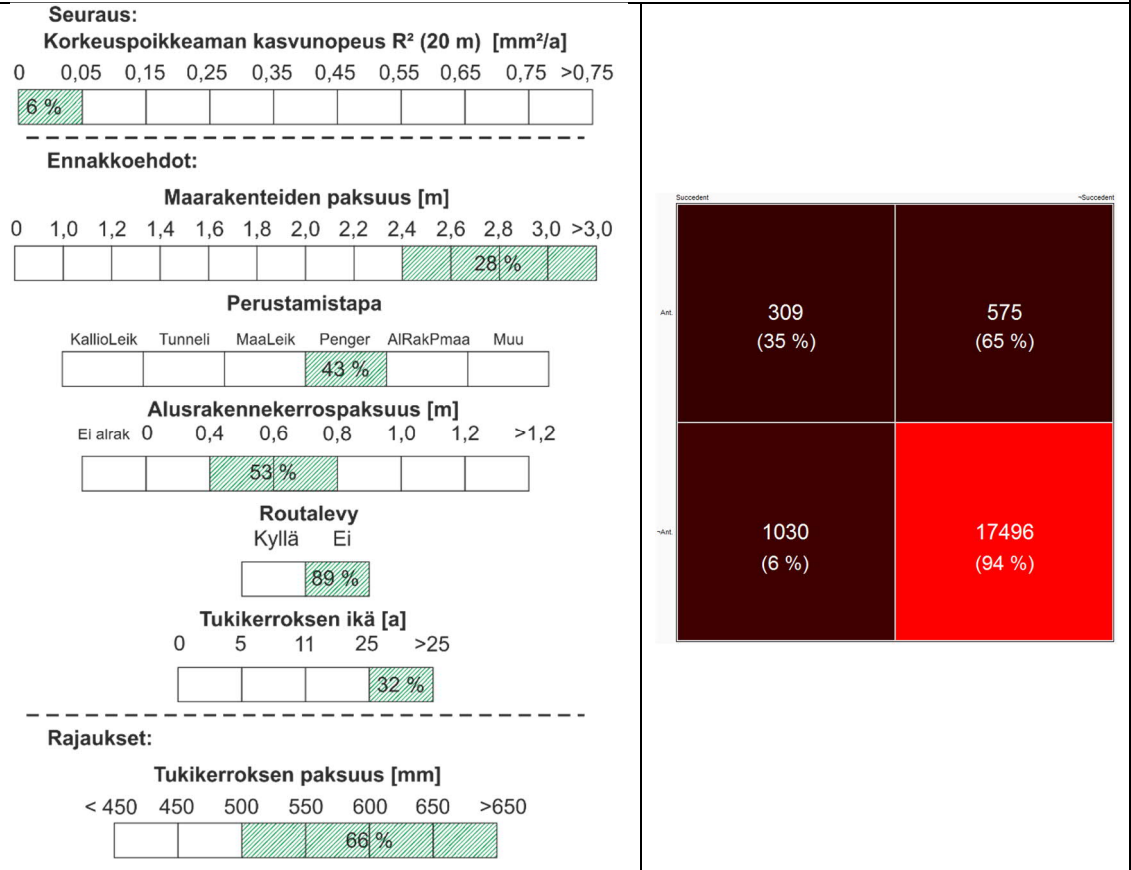 Seuraus:
Korkeuspoikkeaman kasvunopeus R² (20 m) [mm²/a]
0 0,05 0,15 0,25 0,35 0,45 0,55 0,65 0,75 >0,75
6 %
Ennakkoehdot:
Maarakenteiden paksuus [m]
0 1,0 1,2 1,4 1,6 1,8 2,0 2,2 2,4 2,6 2,8 3,0 >3,0
28 %
Perustamistapa
KallioLeik Tunneli MaaLeik Penger AlRakPmaa Muu
43 %
Alusrakennekerrospaksuus [m]
Ei alrak 0 0,4 0,6 0,8 1,0 1,2 >1,2
53 %
Routalevy
Kyllä Ei
89 %
Tukikerroksen ikä [a]
0 5 11 25 >25
32 %
Rajaukset:
Tukikerroksen paksuus [mm]
< 450 450 500 550 600 650 >650
66 %
Succedent ¬Succedent
Ant. 309 575
(35 %) (65 %)
¬Ant. 1030 17496
(6 %) (94 %)